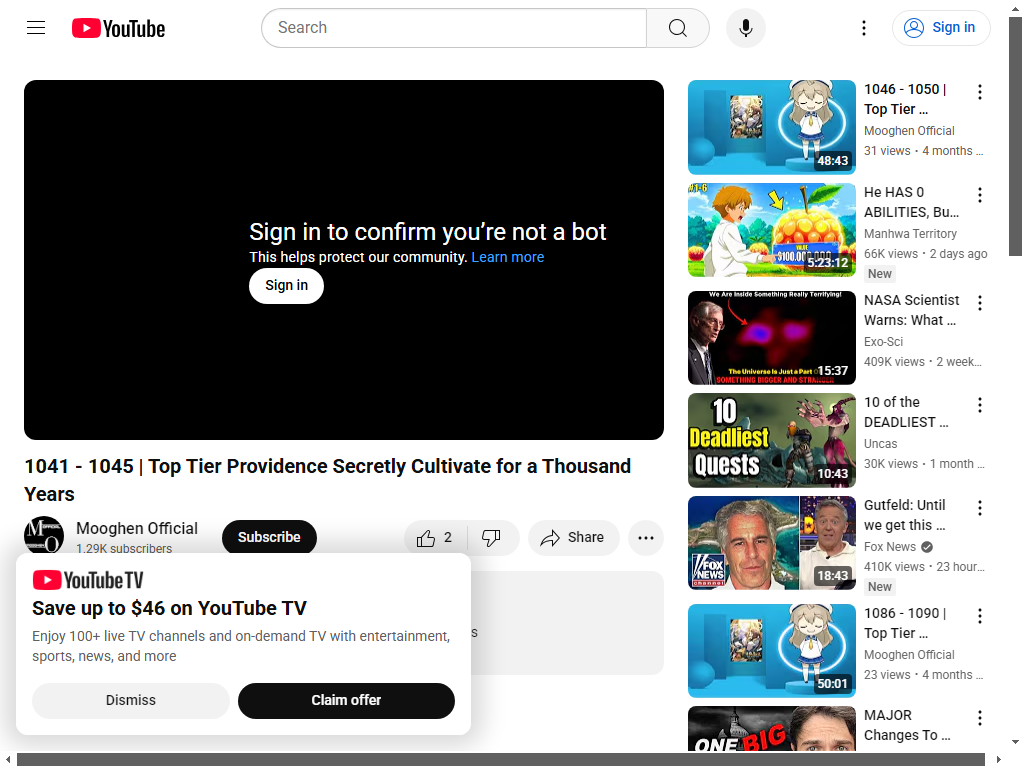 YouTube
Search
Sign in
Sign in to confirm you're not a bot
This helps protect our community. Learn more
Sign in
1041 - 1045 | Top Tier Providence Secretly Cultivate for a Thousand
Years
Mooghen Official
1.29K subscribers
Subscribe
2
Share
s
YouTube TV
Save up to $46 on YouTube TV
Enjoy 100+ live TV channels and on-demand TV with entertainment,
sports, news, and more
Dismiss
Claim offer
48:43
1046 - 1050 |
Top Tier …
Mooghen Official
31 views • 4 months …
#1-6
VALUE
$100.000.000
5:23:12
He HAS 0
ABILITIES, Bu…
Manhwa Territory
66K views • 2 days ago
New
We Are Inside Something Really Terrifying!
The Universe Is Just a Part
SOMETHING BIGGER AND STRANGER
15:37
NASA Scientist
Warns: What …
Exo-Sci
409K views • 2 week…
10
Deadliest
Quests
10:43
10 of the
DEADLIEST …
Uncas
30K views • 1 month …
FOX
NEWS
channel
18:43
Gutfeld: Until
we get this …
Fox News
410K views • 23 hour…
New
50:01
1086 - 1090 |
Top Tier …
Mooghen Official
23 views • 4 months …
ONE BIG
MAJOR
Changes To …